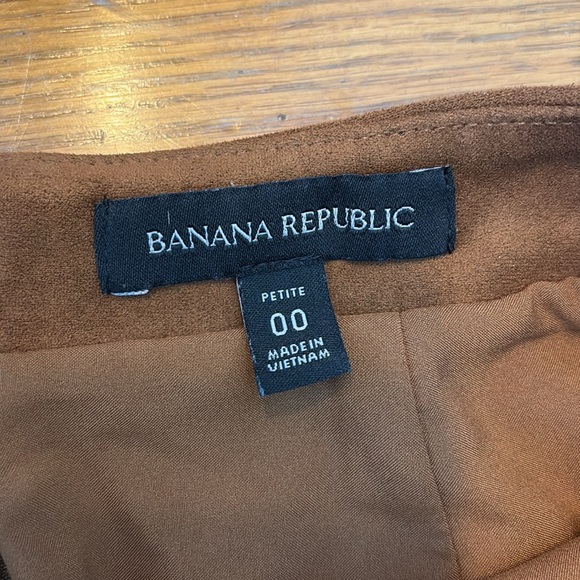 BANANA REPUBLIC
PETITE
00
MADE IN
VIETNAM